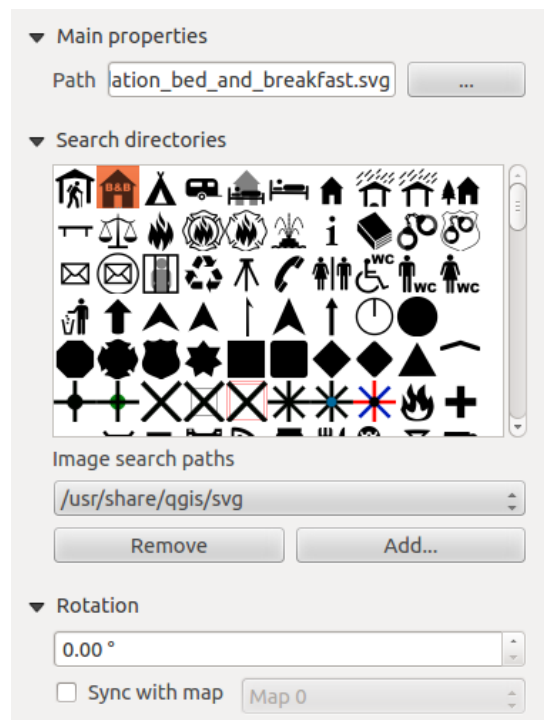 Main properties
Path lation_bed_and_breakfast.svg ...
Search directories
B&B
i
WC
WC WC
Image search paths
/usr/share/qgis/svg
Remove Add...
Rotation
0.00 °
Sync with map Map 0